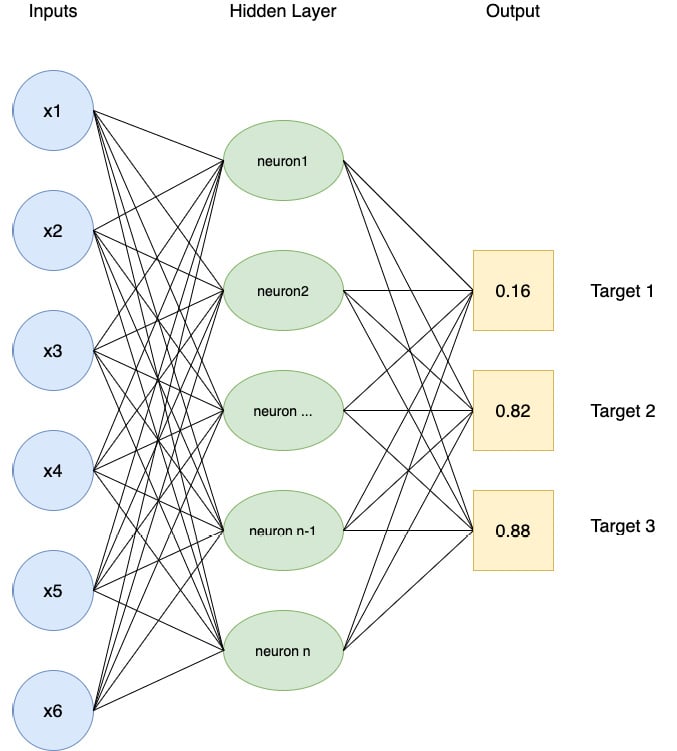 Inputs
Hidden Layer
Output
x1
x2
x3
x4
x5
x6
neuron1
neuron2
neuron ...
neuron n-1
neuron n
0.16
0.82
0.88
Target 1
Target 2
Target 3